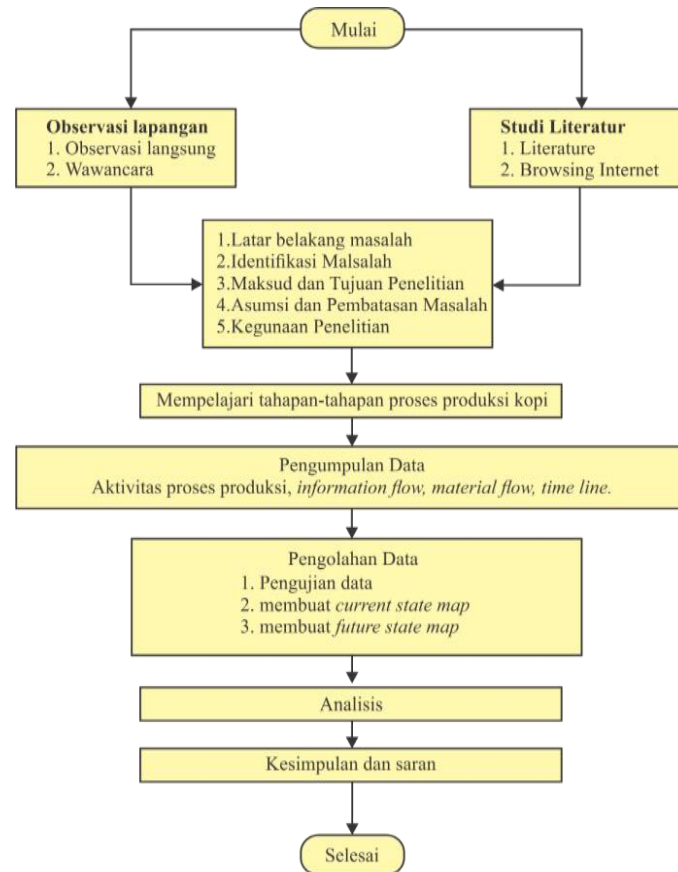 Mulai
Observasi lapangan
1. Observasi langsung
2. Wawancara
Studi Literatur
1. Literature
2. Browsing Internet
1.Latar belakang masalah
2.Identifikasi Malsalah
3.Maksud dan Tujuan Penelitian
4.Asumsi dan Pembatasan Masalah
5.Kegunaan Penelitian
Mempelajari tahapan-tahapan proses produksi kopi
Pengumpulan Data
Aktivitas proses produksi, information flow, material flow, time line.
Pengolahan Data
1. Pengujian data
2. membuat current state map
3. membuat future state map
Analisis
Kesimpulan dan saran
Selesai